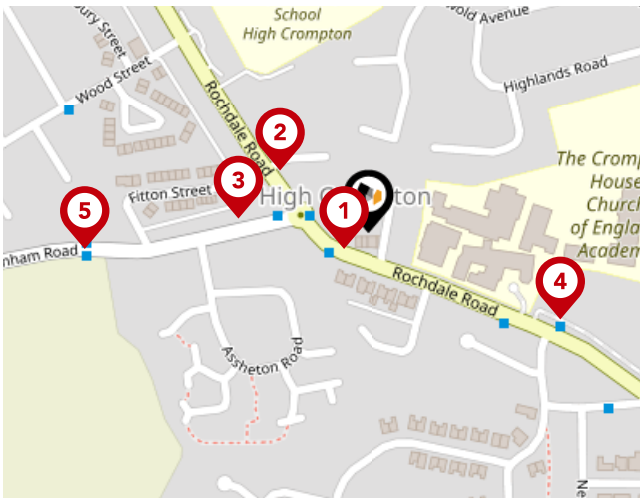 School
High Crompton
Wood Street
Highlands Road
Rochdale Road
2
The Cromp
House
Church
of Engla
Academ
Fitton Street
3
High C
pton
1
5
nham Road
Rochdale Road
4
Assheton Road
Ne